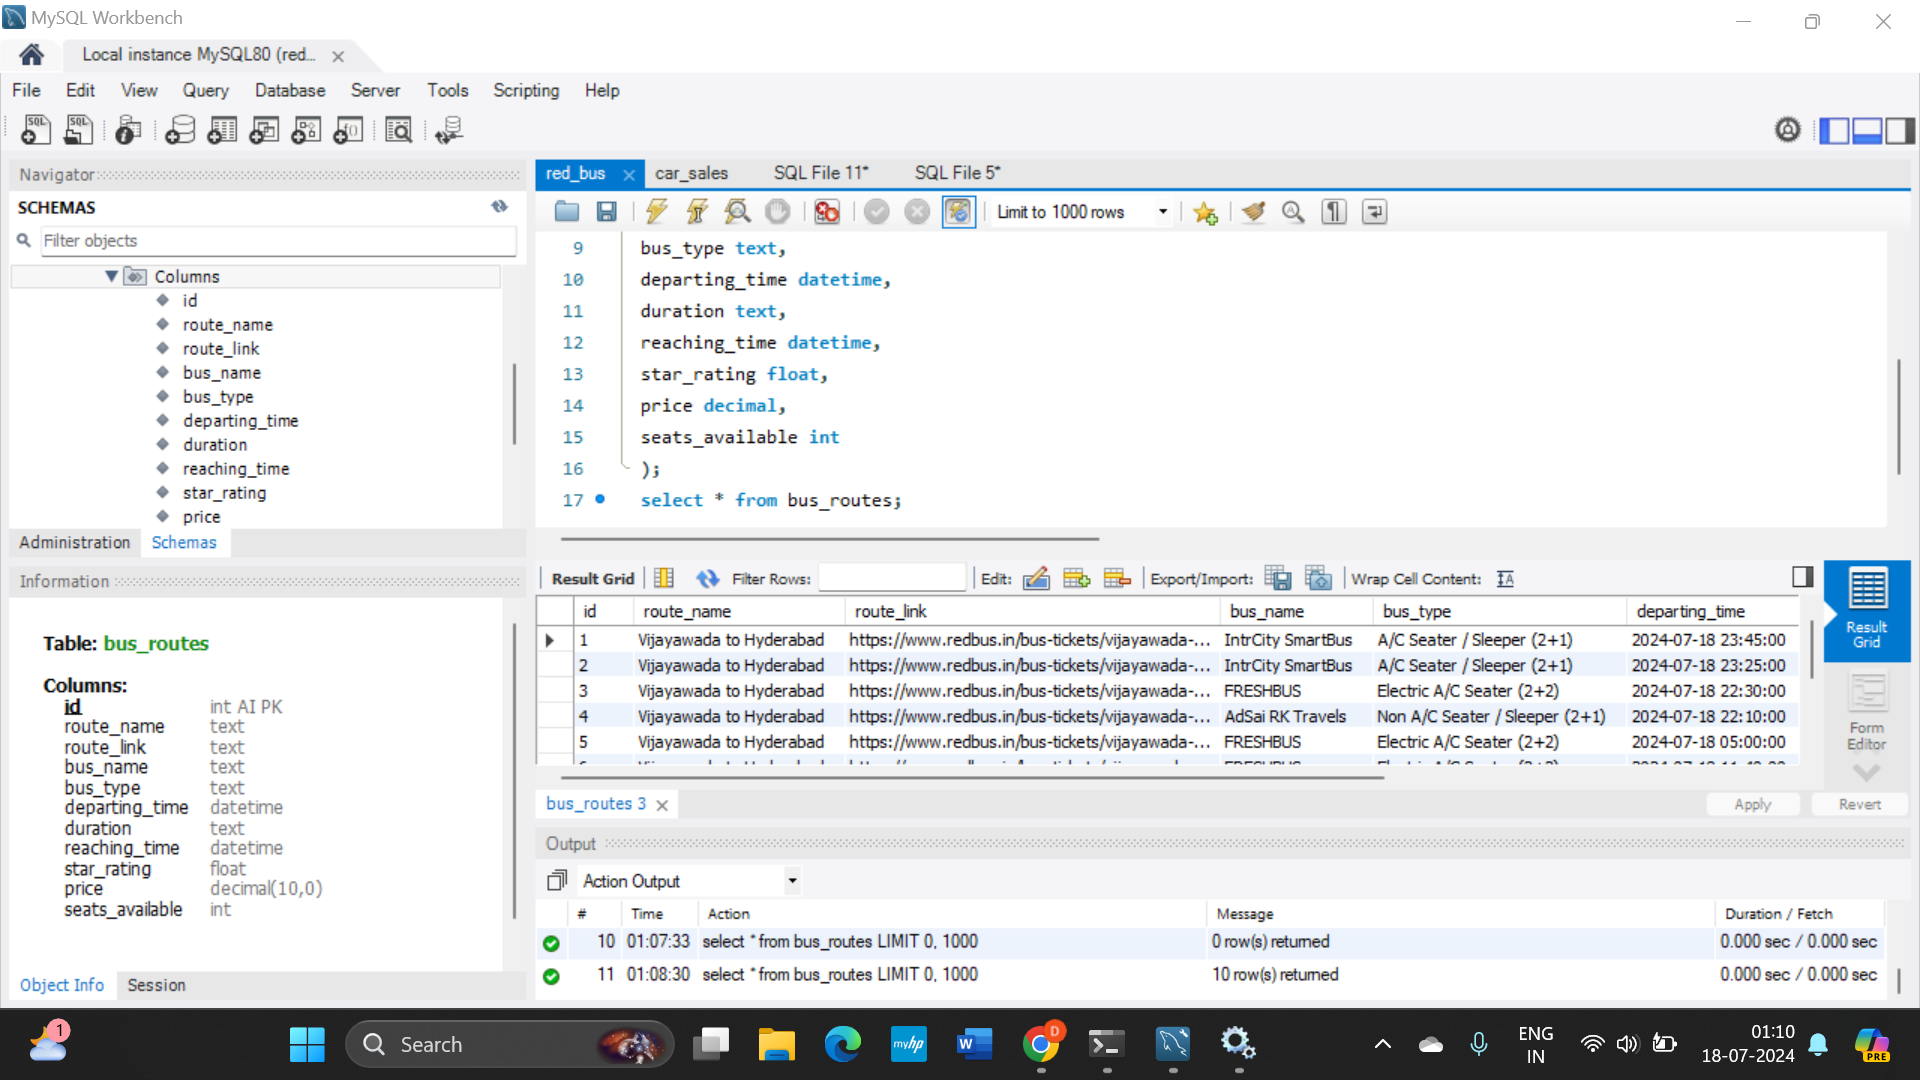 MySQL Workbench
Local instance MySQL80 (red...
File Edit View Query Database Server Tools Scripting Help
Navigator
SCHEMAS
Filter objects
Columns
id
route_name
route_link
bus_name
bus_type
departing_time
duration
reaching_time
star_rating
price
Administration Schemas
Information
Table: bus_routes
Columns:
id int AI PK
route_name text
route_link text
bus_name text
bus_type text
departing_time datetime
duration text
reaching_time datetime
star_rating float
price decimal(10,0)
seats_available int
Object Info Session
red_bus car_sales SQL File 11* SQL File 5*
Limit to 1000 rows
9 bus_type text,
10 departing_time datetime,
11 duration text,
12 reaching_time datetime,
13 star_rating float,
14 price decimal,
15 seats_available int
16 );
17 select * from bus_routes;
Result Grid Filter Rows: Edit: Export/Import: Wrap Cell Content:
id route_name route_link bus_name bus_type departing_time
1 Vijayawada to Hyderabad https://www.redbus.in/bus-tickets/vijayawada-... IntrCity SmartBus A/C Seater / Sleeper (2+1) 2024-07-18 23:45:00
2 Vijayawada to Hyderabad https://www.redbus.in/bus-tickets/vijayawada-... IntrCity SmartBus A/C Seater / Sleeper (2+1) 2024-07-18 23:25:00
3 Vijayawada to Hyderabad https://www.redbus.in/bus-tickets/vijayawada-... FRESHBUS Electric A/C Seater (2+2) 2024-07-18 22:30:00
4 Vijayawada to Hyderabad https://www.redbus.in/bus-tickets/vijayawada-... AdSai RK Travels Non A/C Seater / Sleeper (2+1) 2024-07-18 22:10:00
5 Vijayawada to Hyderabad https://www.redbus.in/bus-tickets/vijayawada-... FRESHBUS Electric A/C Seater (2+2) 2024-07-18 05:00:00
Result
Grid
Form
Editor
bus_routes 3
Apply Revert
Output
Action Output
# Time Action Message Duration / Fetch
10 01:07:33 select * from bus_routes LIMIT 0, 1000 0 row(s) returned 0.000 sec / 0.000 sec
11 01:08:30 select * from bus_routes LIMIT 0, 1000 10 row(s) returned 0.000 sec / 0.000 sec
1
Search
myhp
W
D
ENG
IN
01:10
18-07-2024
PRE